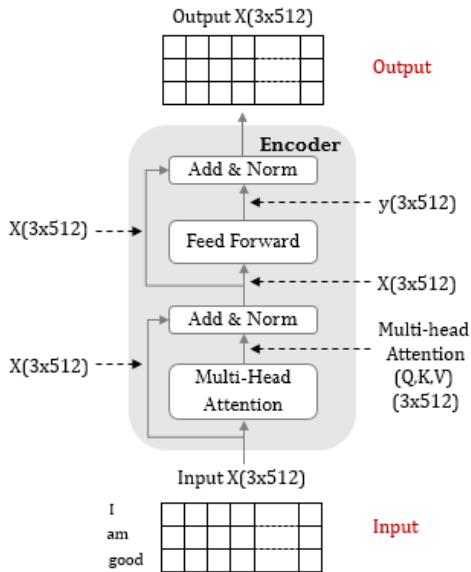 Output X(3x512)
Output
Encoder
Add & Norm
y(3x512)
X(3x512)
Feed Forward
X(3x512)
Add & Norm
Multi-head
Attention
(Q,K,V)
(3x512)
X(3x512)
Multi-Head
Attention
Input X(3x512)
I
am
good
Input